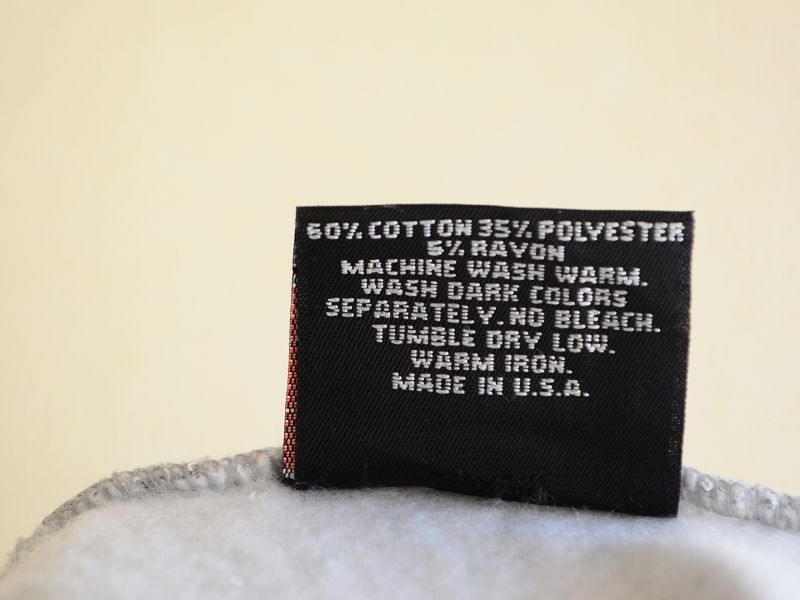 60% COTTON 35% POLYESTER
5% RAYON
MACHINE WASH WARM.
WASH DARK COLORS
SEPARATELY. NO BLEACH.
TUMBLE DRY LOW.
WARM IRON.
MADE IN U.S.A.